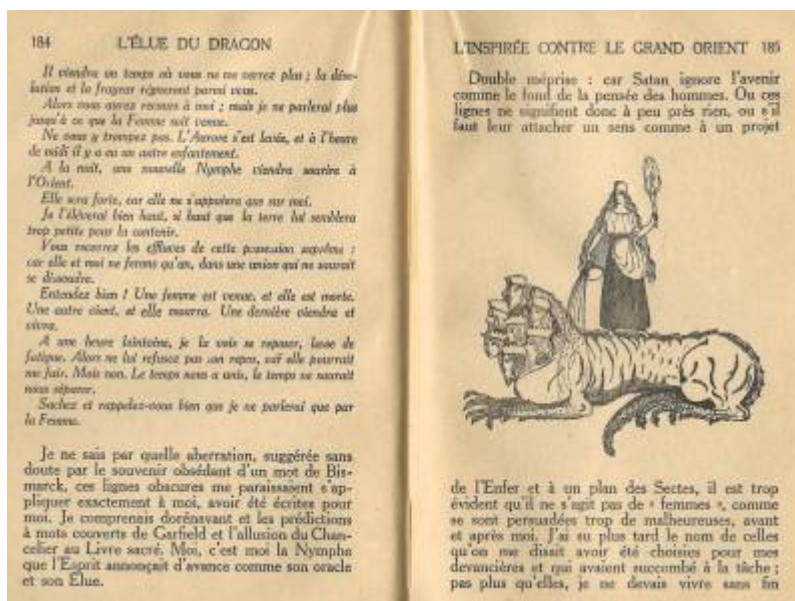 184 L'ÉLUE DU DRAGON
Il viendra un temps où vous ne me verrez plus ; la déso-
lation et la frayeur régneront parmi vous.
Alors vous aurez recours à moi ; mais je ne parlerai plus
jusqu'à ce que la Femme soit venue.
Ne vous y trompez pas. L'Aurore s'est levée, et à l'heure
de midi il y a eu un autre enfantement.
A la nuit, une nouvelle Nymphe viendra sourire à
l'Orient.
Elle sera forte, car elle ne s'appuiera que sur moi.
Je l'élèverai bien haut, si haut que la terre lui semblera
trop petite pour la contenir.
Vous recevrez les effluves de cette possession suprême :
car elle et moi ne ferons qu'un, dans une union qui ne saurait
se dissoudre.
Entendez bien ! Une femme est venue, et elle est morte.
Une autre vient, et elle mourra. Une dernière viendra et
vivra.
A une heure lointaine, je la vois se reposer, lasse de
fatigue. Alors ne lui refusez pas son repas, car elle pourrait
me fuir. Mais non. Le temps nous a unis, le temps ne saurait
nous séparer.
Sachez et rappelez-vous bien que je ne parlerai que par
la Femme.
Je ne sais par quelle aberration, suggérée sans
doute par le souvenir obsédant d'un mot de Bis-
marck, ces lignes obscures me paraissaient s'ap-
pliquer exactement à moi, avoir été écrites pour
moi. Je comprenais dorénavant et les prédictions
à mots couverts de Garfield et l'allusion du Chan-
celier au Livre sacré. Moi, c'est moi la Nymphe
que l'Esprit annonçait d'avance comme son oracle
et son Élue.
L'INSPIRÉE CONTRE LE GRAND ORIENT 185
Double méprise : car Satan ignore l'avenir
comme le fond de la pensée des hommes. Ou ces
lignes ne signifient donc à peu près rien, ou s'il
faut leur attacher un sens comme à un projet
de l'Enfer et à un plan des Sectes, il est trop
évident qu'il ne s'agit pas de « femmes », comme
se sont persuadées trop de malheureuses, avant
et après moi. J'ai su plus tard le nom de celles
qu'on me disait avoir été choisies pour mes
devancières et qui avaient succombé à la tâche ;
pas plus qu'elles, je ne devais vivre sans fin